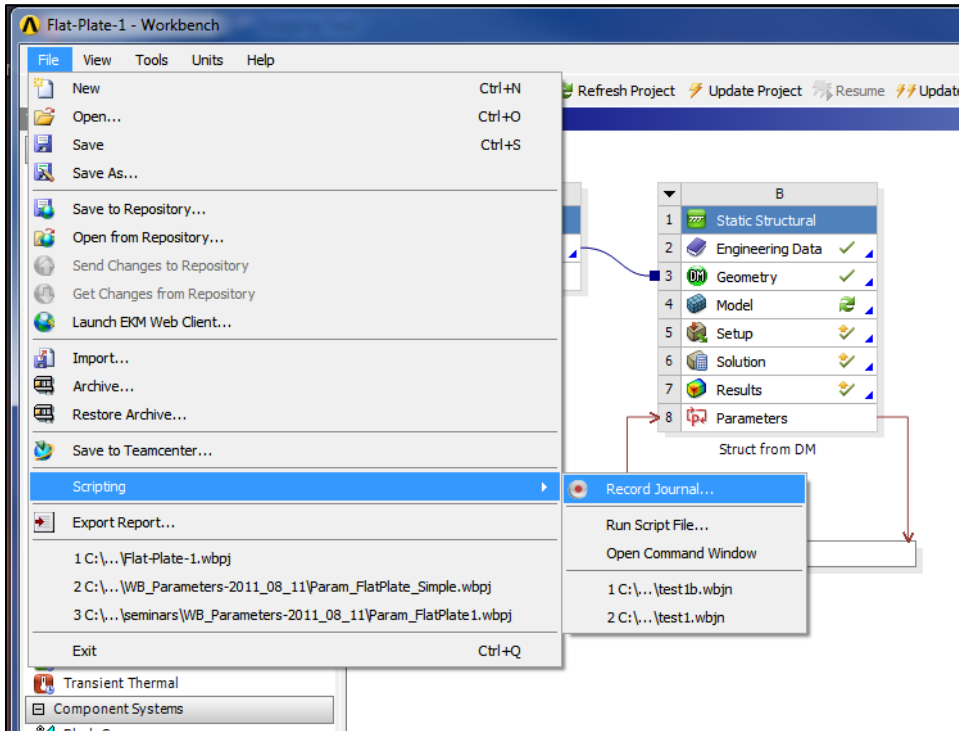 Flat-Plate-1 - Workbench
File View Tools Units Help
New Ctrl+N
Refresh Project Update Project Resume Update
Open... Ctrl+O
Save Ctrl+S
Save As...
Save to Repository...
Open from Repository...
Send Changes to Repository
Get Changes from Repository
Launch EKM Web Client...
Import...
Archive...
Restore Archive...
Save to Teamcenter...
Scripting
Export Report...
1 C:\...\Flat-Plate-1.wbpj
2 C:\...\WB_Parameters-2011_08_11\Param_FlatPlate_Simple.wbpj
3 C:\...\seminars\WB_Parameters-2011_08_11\Param_FlatPlate1.wbpj
Exit Ctrl+Q
Record Journal...
Run Script File...
Open Command Window
1 C:\...\test1b.wbjn
2 C:\...\test1.wbjn
B
1 Static Structural
2 Engineering Data
3 DM Geometry
4 Model
5 Setup
6 Solution
7 Results
8 Parameters
Struct from DM
Transient Thermal
Component Systems